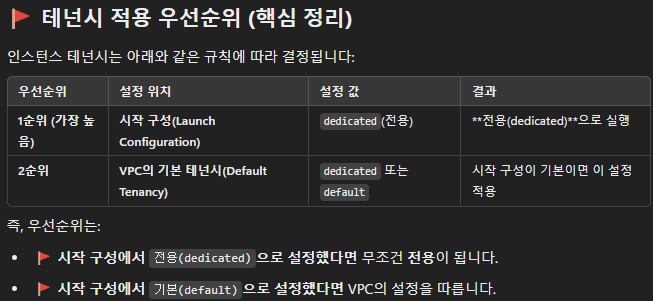 테넌시 적용 우선순위 (핵심 정리)
인스턴스 테넌시는 아래와 같은 규칙에 따라 결정됩니다:
우선순위 설정 위치 설정 값 결과
1순위 (가장 높음) 시작 구성(Launch Configuration) dedicated(전용) **전용(dedicated)**으로 실행
2순위 VPC의 기본 테넌시(Default Tenancy) dedicated 또는 default 시작 구성이 기본이면 이 설정 적용
즉, 우선순위는:
• 시작 구성에서 전용(dedicated)으로 설정했다면 무조건 전용이 됩니다.
• 시작 구성에서 기본(default)으로 설정했다면 VPC의 설정을 따릅니다.